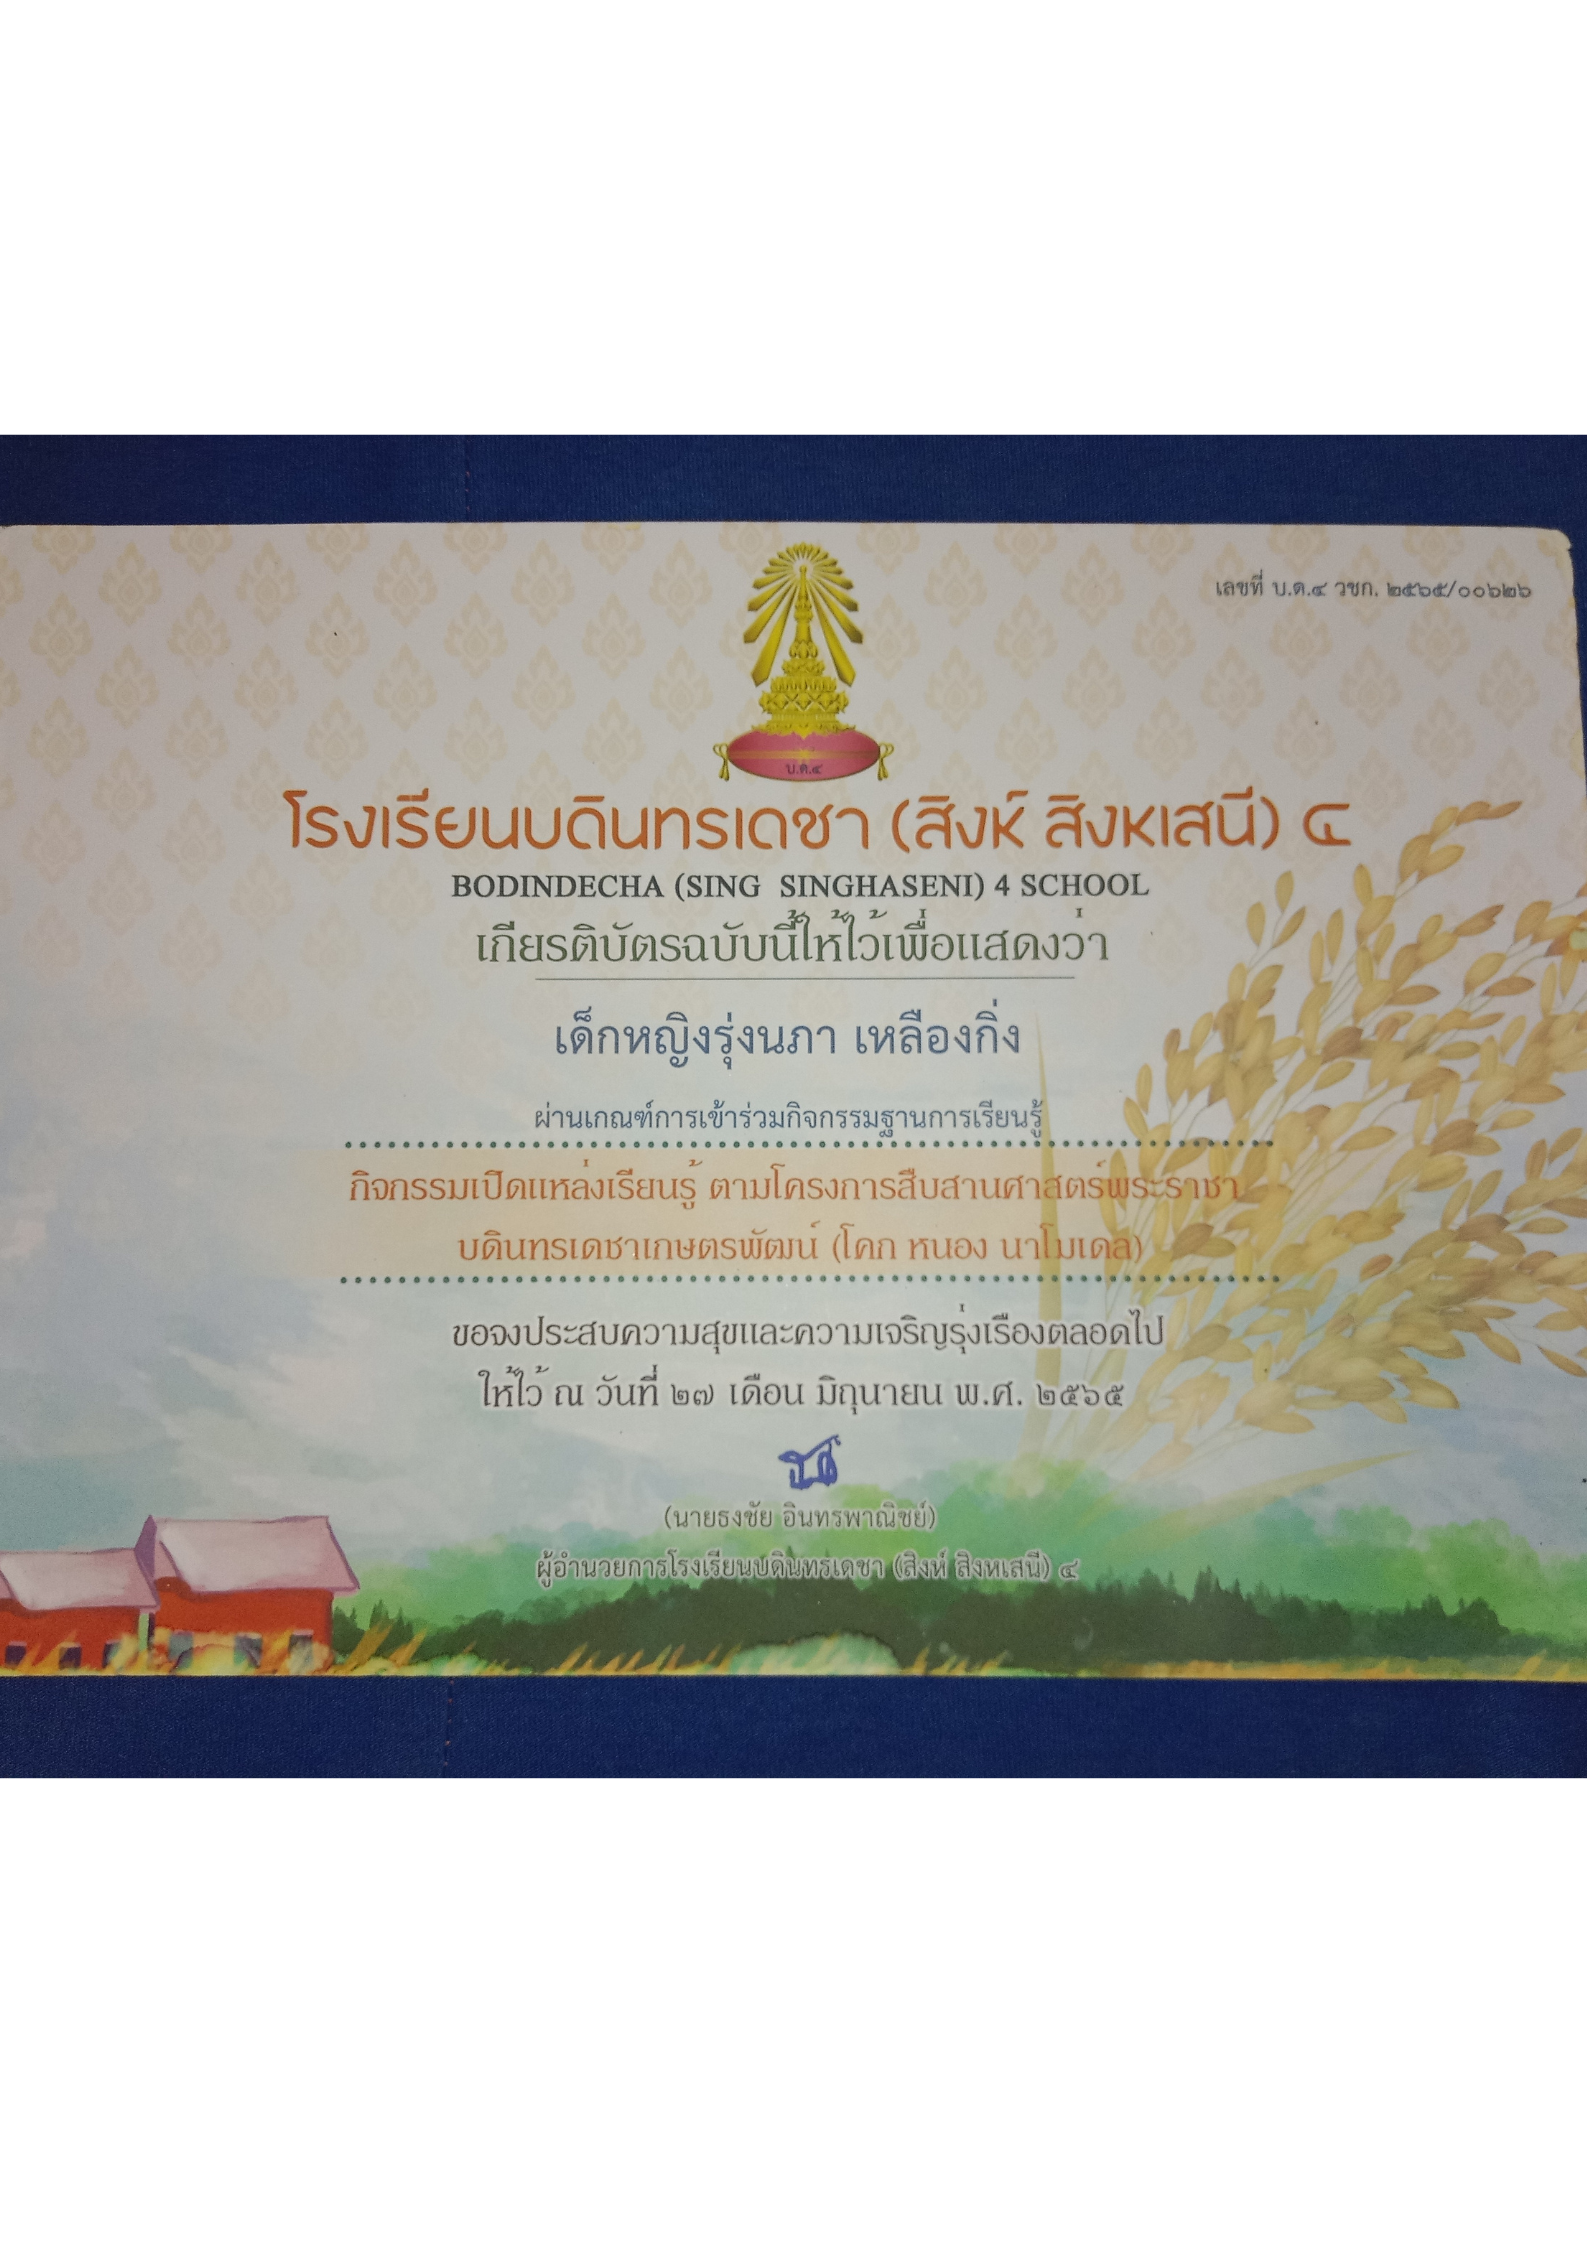 เลขที่ บ.ด.๔ วชก. ๒๕๖๕/๐๐๖๒๖
บ.ด.๔
โรงเรียนบดินทรเดชา (สิงห์ สิงหเสนี) ๔
BODINDECHA (SING SINGHASENI) 4 SCHOOL
เกียรติบัตรฉบับนี้ให้ไว้เพื่อแสดงว่า
เด็กหญิงรุ่งนภา เหลืองกิ่ง
ผ่านเกณฑ์การเข้าร่วมกิจกรรมฐานการเรียนรู้
กิจกรรมเปิดแหล่งเรียนรู้ ตามโครงการสืบสานศาสตร์พระราชา
บดินทรเดชาเกษตรพัฒน์ (โคก หนอง นาโมเดล)
ขอจงประสบความสุขและความเจริญรุ่งเรืองตลอดไป
ให้ไว้ ณ วันที่ ๒๗ เดือน มิถุนายน พ.ศ. ๒๕๖๕
(นายธงชัย อินทรพาณิชย์)
ผู้อำนวยการโรงเรียนบดินทรเดชา (สิงห์ สิงหเสนี) ๔